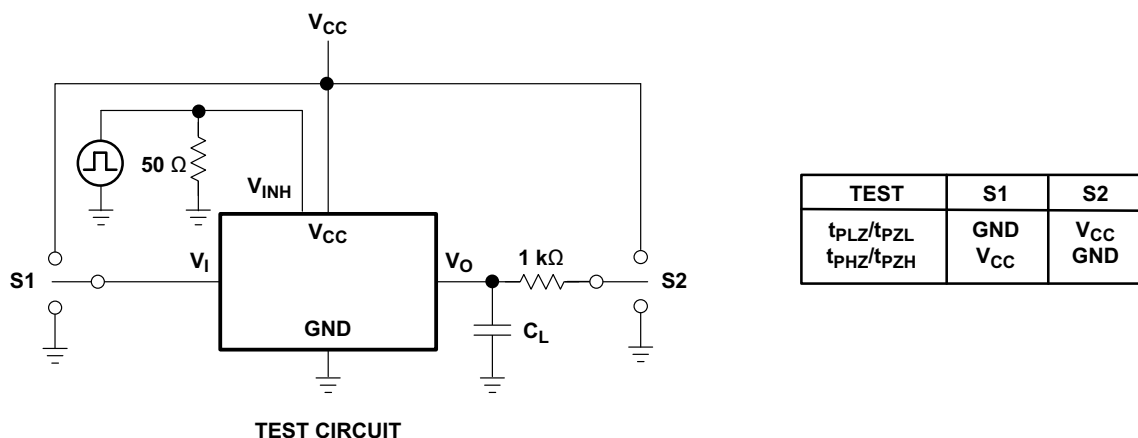 VCC
50 Ω
VINH
VCC
VI
VO
1 kΩ
S1
S2
GND
CL
TEST CIRCUIT
TEST S1 S2
tPLZ/tPZL GND VCC
tPHZ/tPZH VCC GND